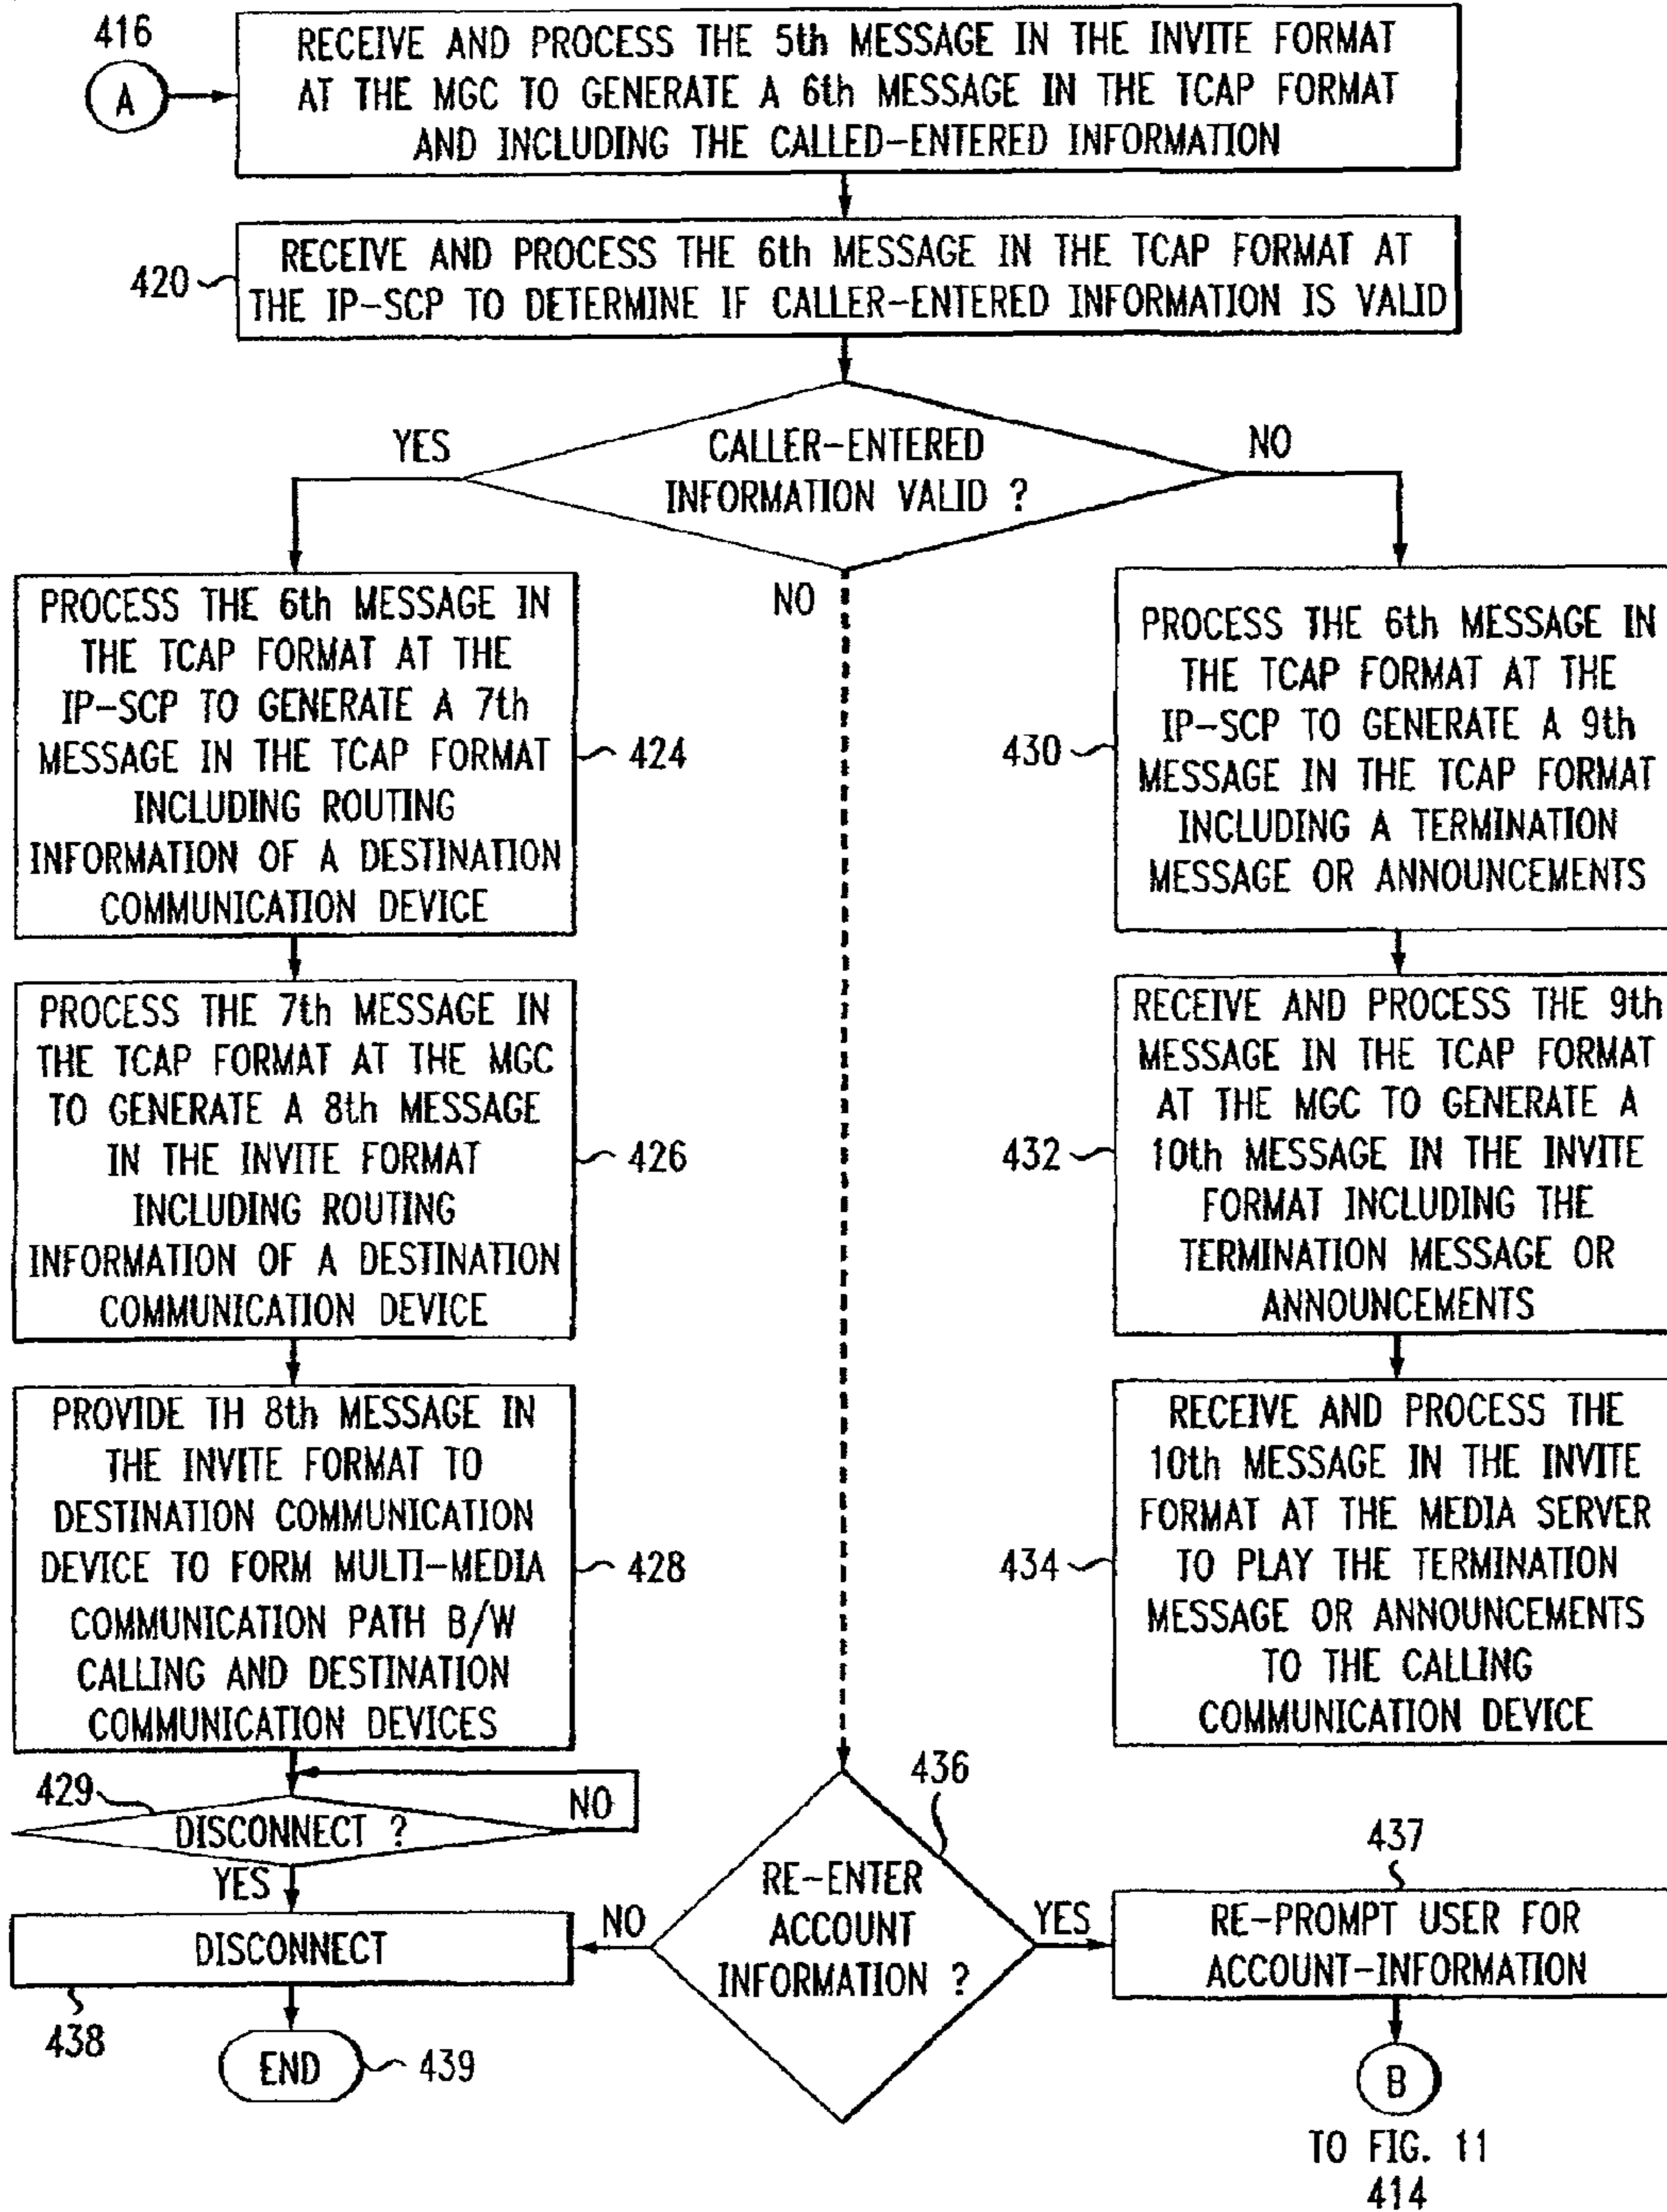 416
A
RECEIVE AND PROCESS THE 5th MESSAGE IN THE INVITE FORMAT
AT THE MGC TO GENERATE A 6th MESSAGE IN THE TCAP FORMAT
AND INCLUDING THE CALLED-ENTERED INFORMATION
420
RECEIVE AND PROCESS THE 6th MESSAGE IN THE TCAP FORMAT AT
THE IP-SCP TO DETERMINE IF CALLER-ENTERED INFORMATION IS VALID
YES
CALLER-ENTERED
INFORMATION VALID ?
NO
NO
PROCESS THE 6th MESSAGE IN
THE TCAP FORMAT AT THE
IP-SCP TO GENERATE A 7th
MESSAGE IN THE TCAP FORMAT
INCLUDING ROUTING
INFORMATION OF A DESTINATION
COMMUNICATION DEVICE
424
PROCESS THE 7th MESSAGE IN
THE TCAP FORMAT AT THE MGC
TO GENERATE A 8th MESSAGE
IN THE INVITE FORMAT
INCLUDING ROUTING
INFORMATION OF A DESTINATION
COMMUNICATION DEVICE
426
PROVIDE TH 8th MESSAGE IN
THE INVITE FORMAT TO
DESTINATION COMMUNICATION
DEVICE TO FORM MULTI-MEDIA
COMMUNICATION PATH B/W
CALLING AND DESTINATION
COMMUNICATION DEVICES
428
429
DISCONNECT ?
NO
YES
DISCONNECT
438
END
439
430
PROCESS THE 6th MESSAGE IN
THE TCAP FORMAT AT THE
IP-SCP TO GENERATE A 9th
MESSAGE IN THE TCAP FORMAT
INCLUDING A TERMINATION
MESSAGE OR ANNOUNCEMENTS
432
RECEIVE AND PROCESS THE 9th
MESSAGE IN THE TCAP FORMAT
AT THE MGC TO GENERATE A
10th MESSAGE IN THE INVITE
FORMAT INCLUDING THE
TERMINATION MESSAGE OR
ANNOUNCEMENTS
434
RECEIVE AND PROCESS THE
10th MESSAGE IN THE INVITE
FORMAT AT THE MEDIA SERVER
TO PLAY THE TERMINATION
MESSAGE OR ANNOUNCEMENTS
TO THE CALLING
COMMUNICATION DEVICE
436
RE-ENTER
ACCOUNT
INFORMATION ?
NO
YES
437
RE-PROMPT USER FOR
ACCOUNT-INFORMATION
B
TO FIG. 11
414